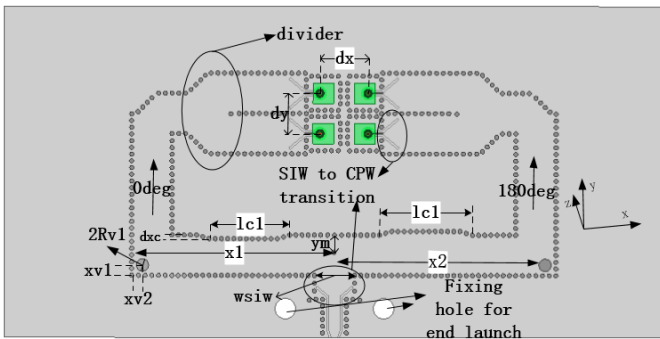 divider
dx
dy
SIW to CPW
transition
0deg
180deg
lc1
lc1
2Rv1
dxc
ym
x1
x2
xv1
xv2
wsiw
Fixing
hole for
end launch
y
z
x